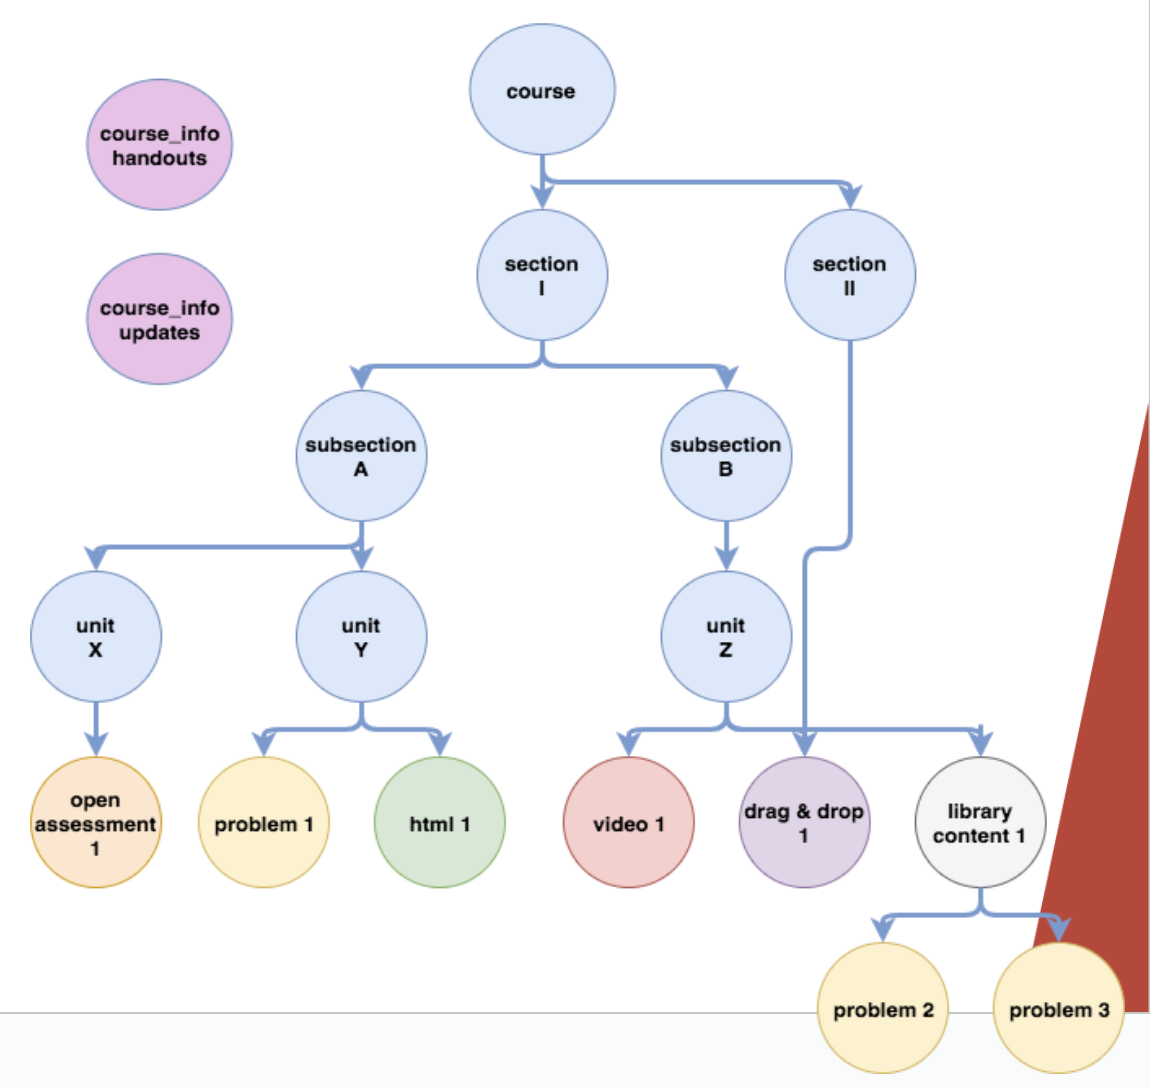 course
course_info
handouts
section
I
section
II
course_info
updates
subsection
A
subsection
B
unit
X
unit
Y
unit
Z
open
assessment
1
problem 1
html 1
video 1
drag & drop
1
library
content 1
problem 2
problem 3